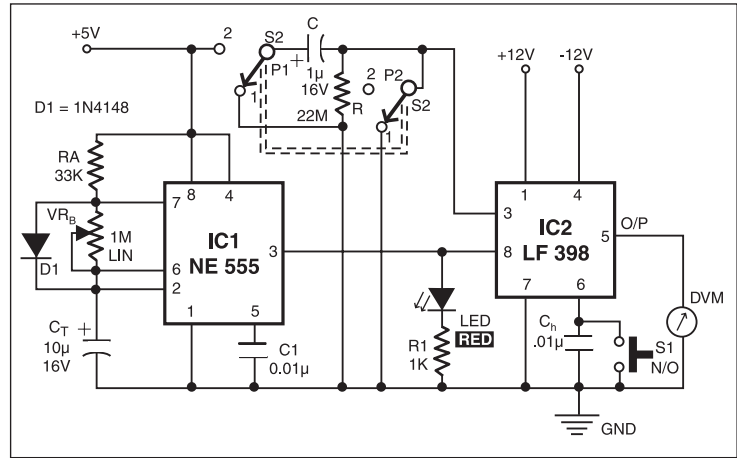 +5V
2
S2
C
P1
+
1µ
16V
1
R
22M
2
P2
S2
1
+12V
-12V
D1 = 1N4148
RA
33K
8
4
7
VRB
1M
LIN
D1
6
2
IC1
NE 555
3
1
5
CT +
10µ
16V
C1
0.01µ
LED
RED
R1
1K
1
4
3
IC2
LF 398
8
5
O/P
7
6
DVM
Ch
.01µ
S1
N/O
GND